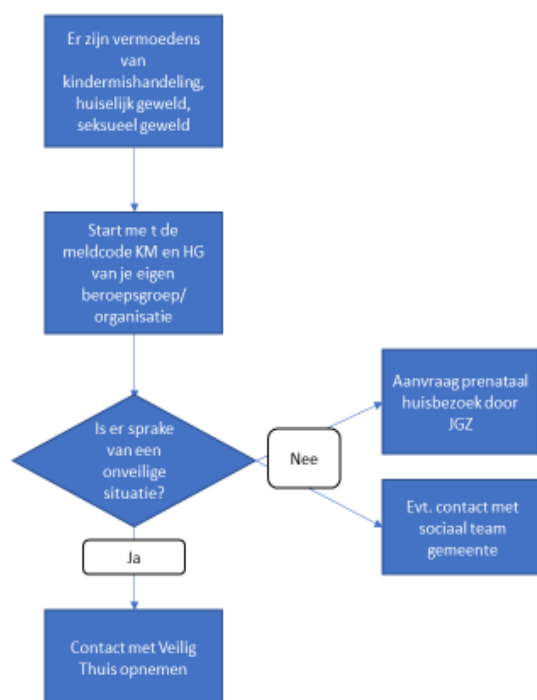 Er zijn vermoedens
van
kindermishandeling,
huiselijk geweld,
seksueel geweld
Start me t de
meldcode KM en HG
van je eigen
beroepsgroep/
organisatie
Is er sprake
van een
onveilige
situatie?
Nee
Aanvraag prenataal
huisbezoek door
JGZ
Evt. contact met
sociaal team
gemeente
Ja
Contact met Veilig
Thuis opnemen